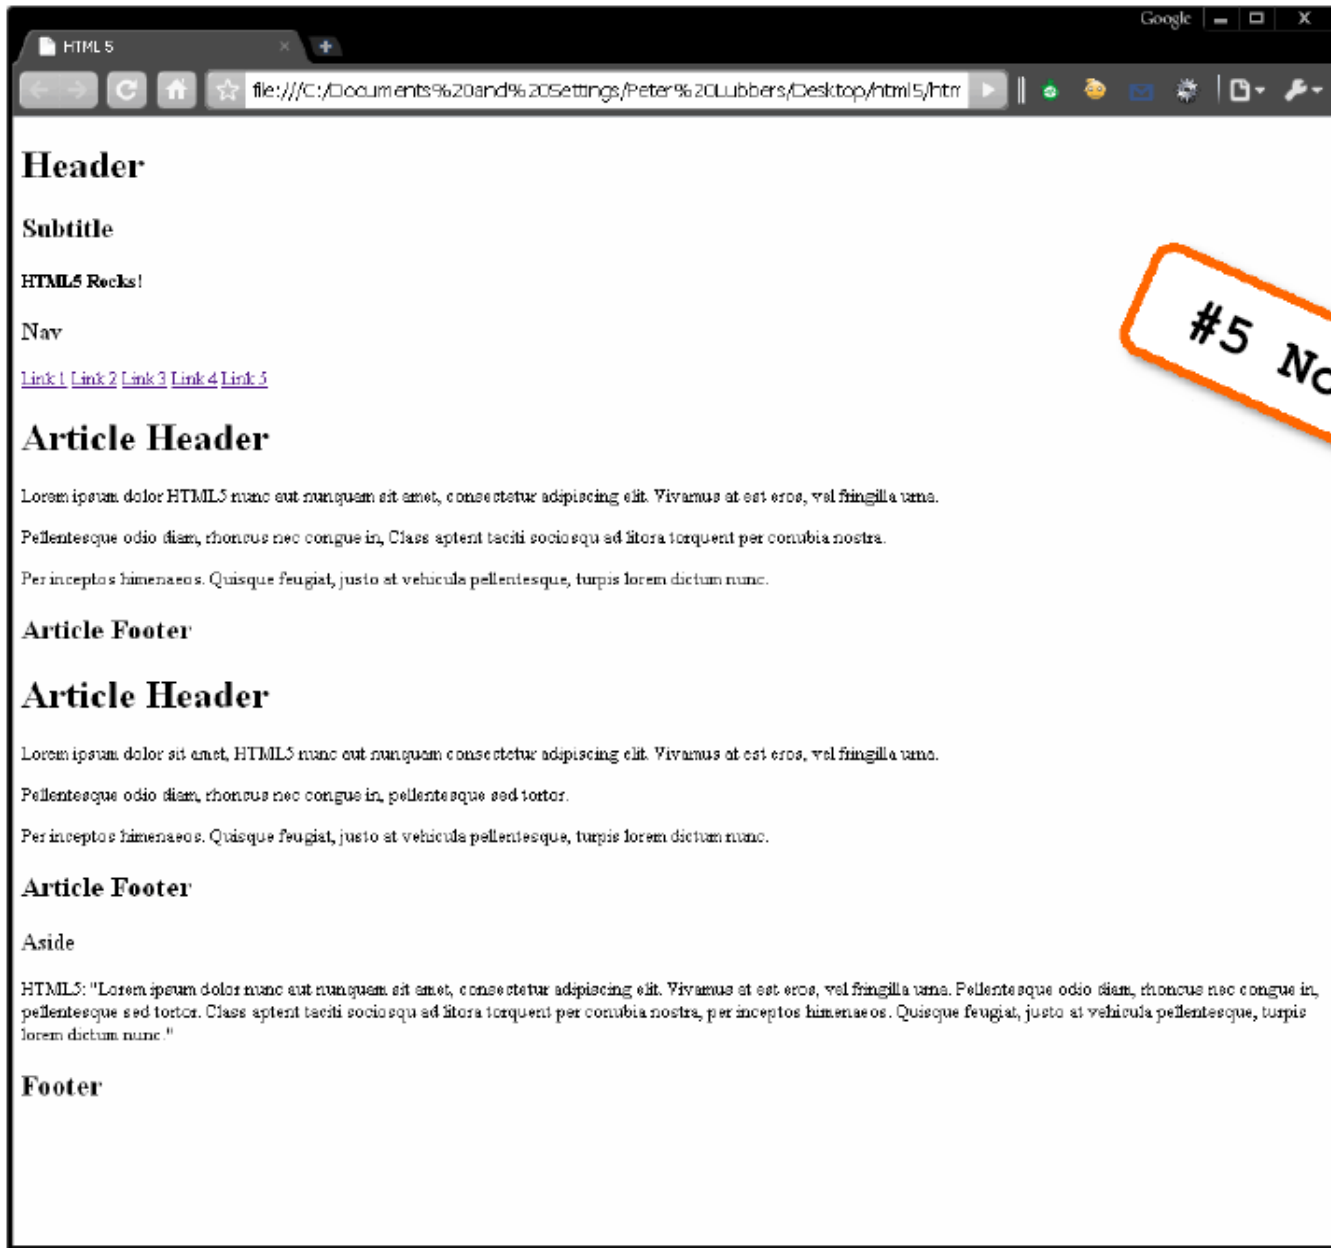 Google
HTML 5
file:///C:/Documents%20and%20Settings/Peter%20Lubbers/Desktop/html5/htm
Header
Subtitle
HTML5 Rocks!
Nav
Link 1 Link 2 Link 3 Link 4 Link 5
#5 No
Article Header
Lorem ipsum dolor HTML5 nunc aut nunquam sit amet, consectetur adipiscing elit. Vivamus at est eros, vel fringilla urna.
Pellentesque odio diam, rhoncus nec congue in, Class aptent taciti sociosqu ad litora torquent per conubia nostra.
Per inceptos himenaeos. Quisque feugiat, justo at vehicula pellentesque, turpis lorem dictum nunc.
Article Footer
Article Header
Lorem ipsum dolor sit amet, HTML5 nunc aut nunquam consectetur adipiscing elit. Vivamus at est eros, vel fringilla urna.
Pellentesque odio diam, rhoncus nec congue in, pellentesque sed tortor.
Per inceptos himenaeos. Quisque feugiat, justo at vehicula pellentesque, turpis lorem dictum nunc.
Article Footer
Aside
HTML5: "Lorem ipsum dolor nunc aut nunquam sit amet, consectetur adipiscing elit. Vivamus at est eros, vel fringilla urna. Pellentesque odio diam, rhoncus nec congue in,
pellentesque sed tortor. Class aptent taciti sociosqu ad litora torquent per conubia nostra, per inceptos himenaeos. Quisque feugiat, justo at vehicula pellentesque, turpis
lorem dictum nunc."
Footer